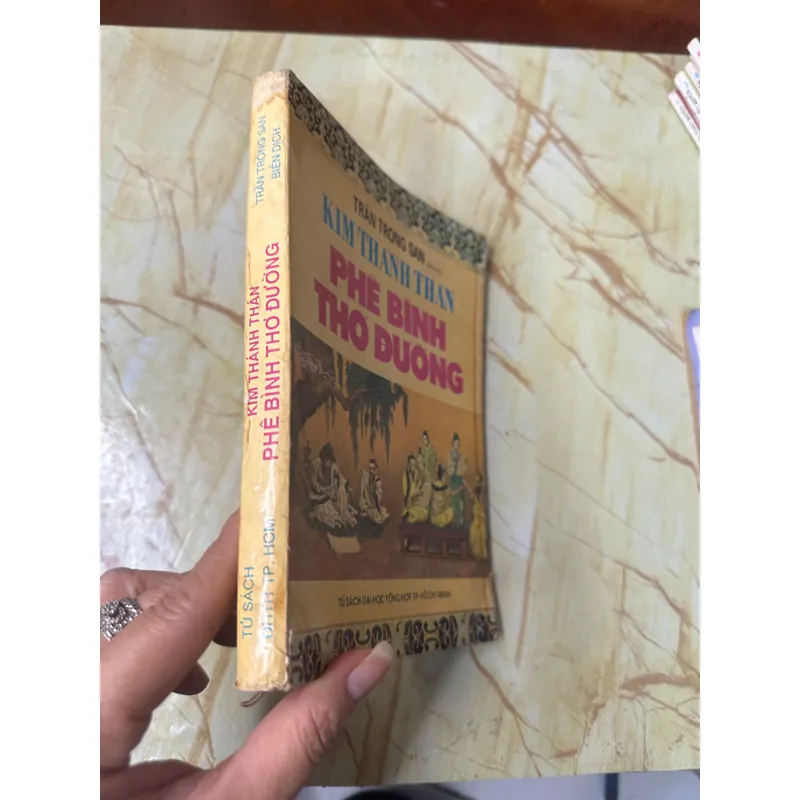 TRẦN TRỌNG SAN
BIÊN DỊCH
KIM THÁNH THÁN
PHÊ BÌNH THƠ ĐƯỜNG
TỦ SÁCH
ĐHTH TP. HCM
TRẦN TRỌNG SAN
KIM THÁNH THÁN
PHÊ BÌNH
THƠ ĐƯỜNG
TỦ SÁCH ĐẠI HỌC TỔNG HỢP TP. HỒ CHÍ MINH